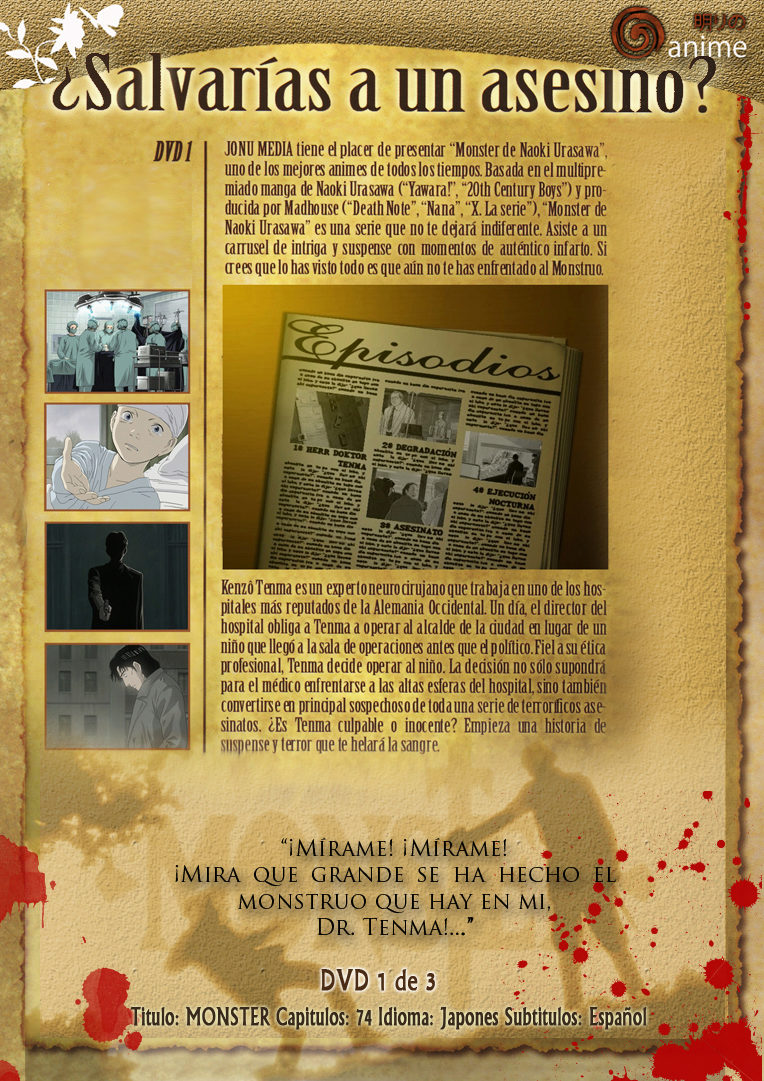 anime
¿Salvarías a un asesino?
DVD 1
JONU MEDIA tiene el placer de presentar “Monster de Naoki Urasawa”,
uno de los mejores animes de todos los tiempos. Basada en el multipre-
miado manga de Naoki Urasawa (“Yawara!”, “20th Century Boys”) y pro-
ducida por Madhouse (“Death Note”, “Nana”, “X. La serie”), “Monster de
Naoki Urasawa” es una serie que no te dejará indiferente. Asiste a un
carrusel de intriga y suspense con momentos de auténtico infarto. Si
crees que lo has visto todo es que aún no te has enfrentado al Monstruo.
Episodios
1º HERR DOKTOR
TENMA
2º DEGRADACIÓN
3º ASESINATO
4º EJECUCIÓN
NOCTURNA
Kenzô Tenma es un experto neurocirujano que trabaja en uno de los hos-
pitales más reputados de la Alemania Occidental. Un día, el director del
hospital obliga a Tenma a operar al alcalde de la ciudad en lugar de un
niño que llegó a la sala de operaciones antes que el político. Fiel a su ética
profesional, Tenma decide operar al niño. La decisión no sólo supondrá
para el médico enfrentarse a las altas esferas del hospital, sino también
convertirse en principal sospechoso de toda una serie de terroríficos ase-
sinatos. ¿Es Tenma culpable o inocente? Empieza una historia de
suspense y terror que te helará la sangre.
“¡Mírame! ¡Mírame!
¡Mira que grande se ha hecho el
monstruo que hay en mi,
Dr. Tenma!...”
DVD 1 de 3
Titulo: MONSTER Capitulos: 74 Idioma: Japones Subtitulos: Español